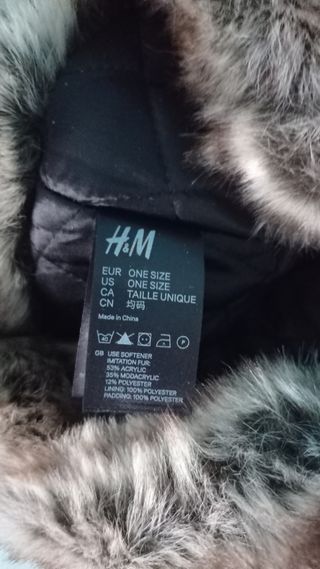 H&M
EUR ONE SIZE
US ONE SIZE
CA TAILLE UNIQUE
CN 均码
Made in China
40 P
GB USE SOFTENER
IMITATION FUR:
53% ACRYLIC
35% MODACRYLIC
12% POLYESTER
LINING: 100% POLYESTER
PADDING: 100% POLYESTER